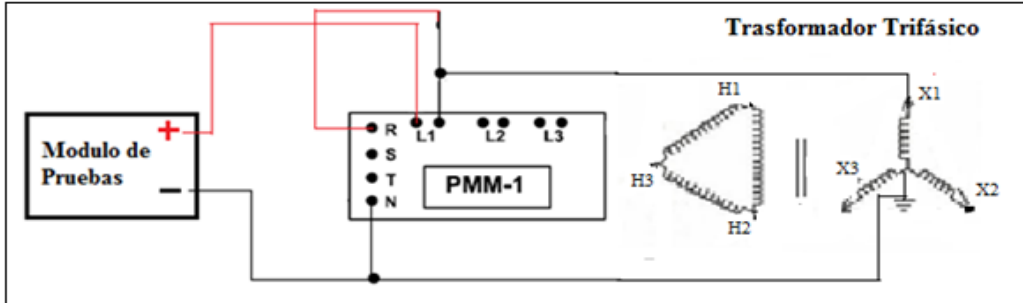 Trasformador Trifásico
Modulo de
Pruebas
+
−
R
S
T
N
L1
L2
L3
PMM-1
H1
H3
H2
X1
X3
X2